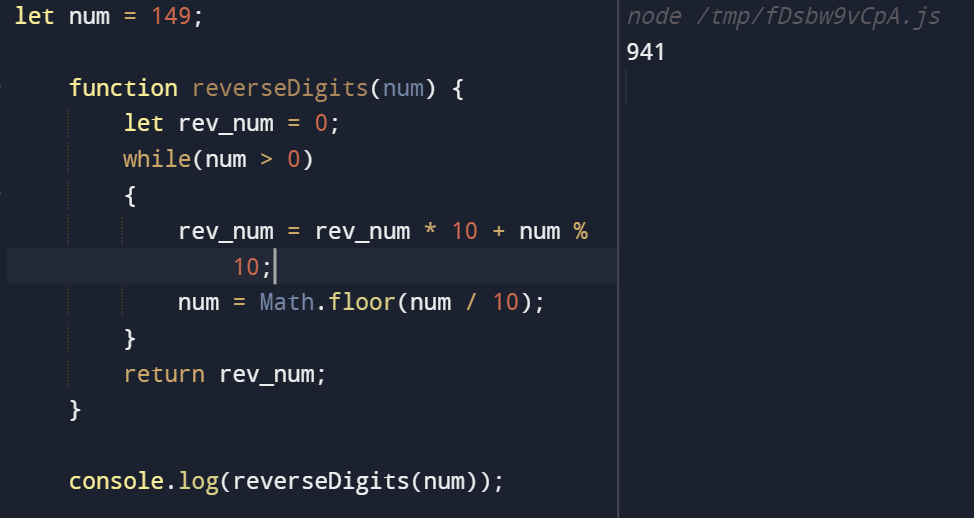 let num = 149;
function reverseDigits(num) {
let rev_num = 0;
while(num > 0)
{
rev_num = rev_num * 10 + num %
10;
num = Math.floor(num / 10);
}
return rev_num;
}
console.log(reverseDigits(num));
node /tmp/fDsbw9vCpA.js
941